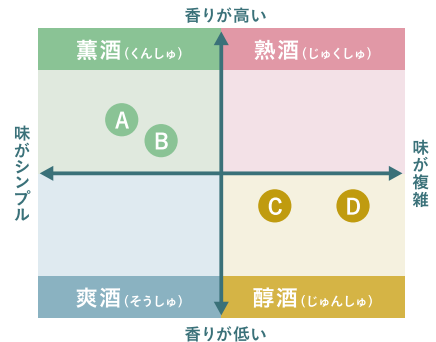 香りが高い
薫酒(くんしゅ)
熟酒(じゅくしゅ)
A
B
味がシンプル
味が複雑
C
D
爽酒(そうしゅ)
醇酒(じゅんしゅ)
香りが低い